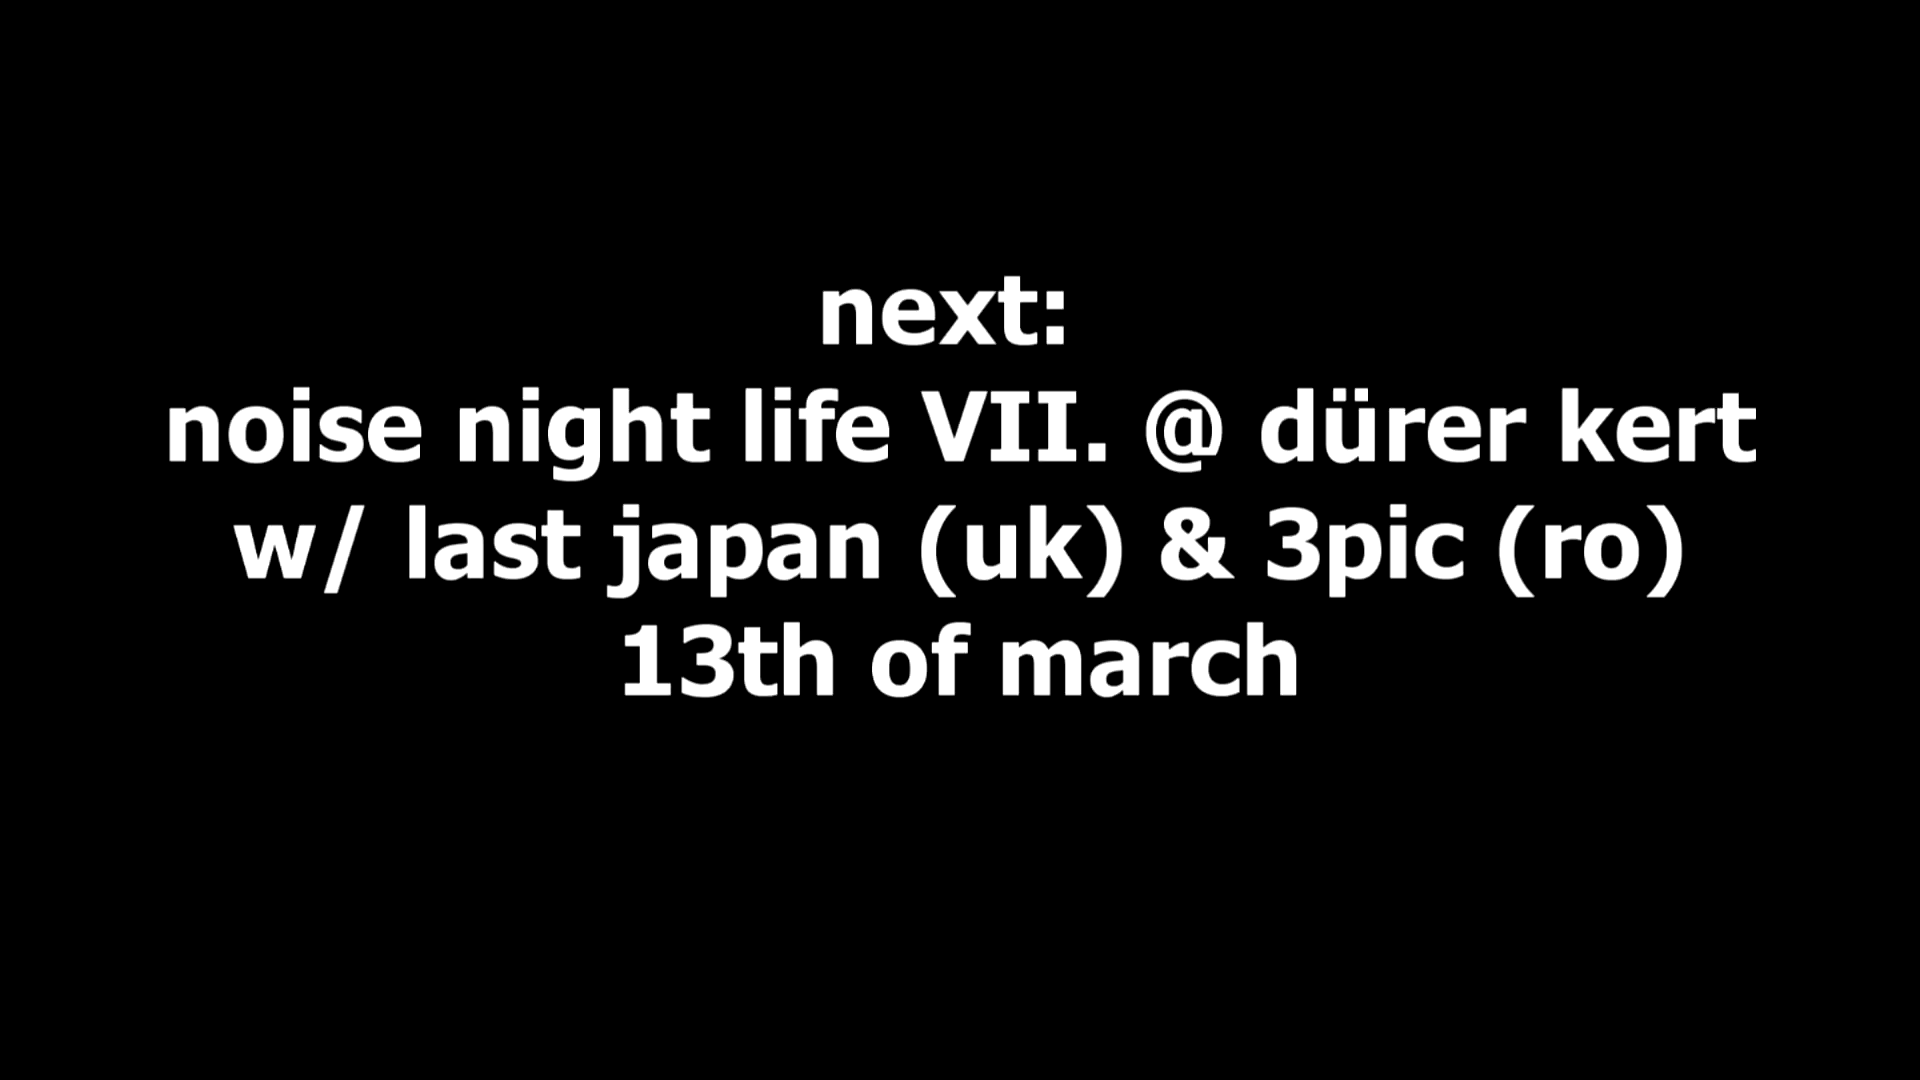 next:
noise night life VII. @ dürer kert
w/ last japan (uk) & 3pic (ro)
13th of march